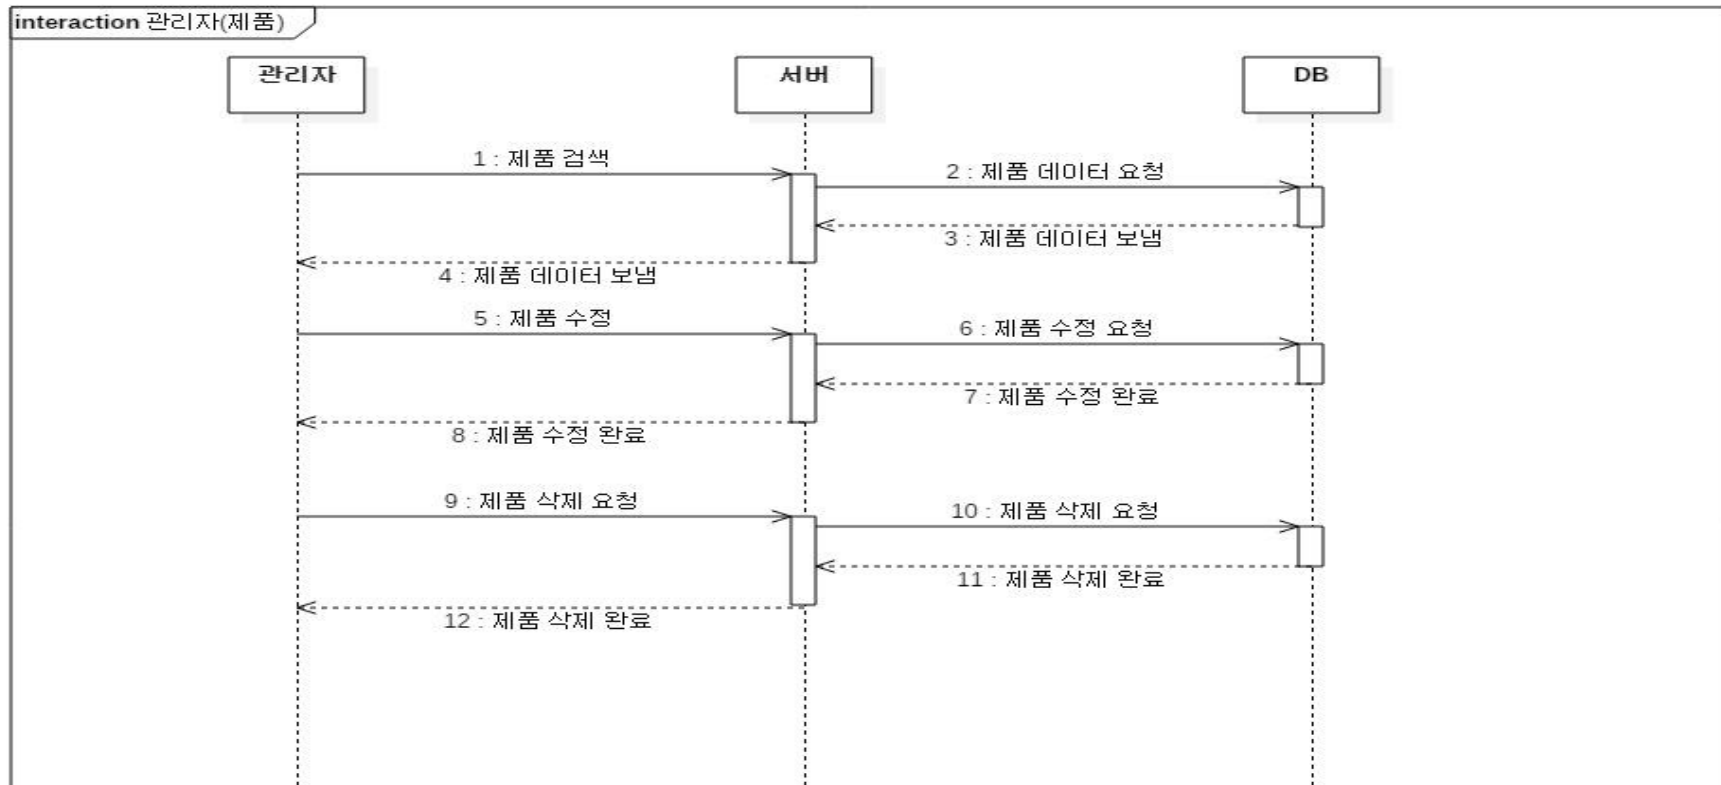 interaction 관리자(제품)
관리자
서버
DB
1 : 제품 검색
2 : 제품 데이터 요청
3 : 제품 데이터 보냄
4 : 제품 데이터 보냄
5 : 제품 수정
6 : 제품 수정 요청
7 : 제품 수정 완료
8 : 제품 수정 완료
9 : 제품 삭제 요청
10 : 제품 삭제 요청
11 : 제품 삭제 완료
12 : 제품 삭제 완료